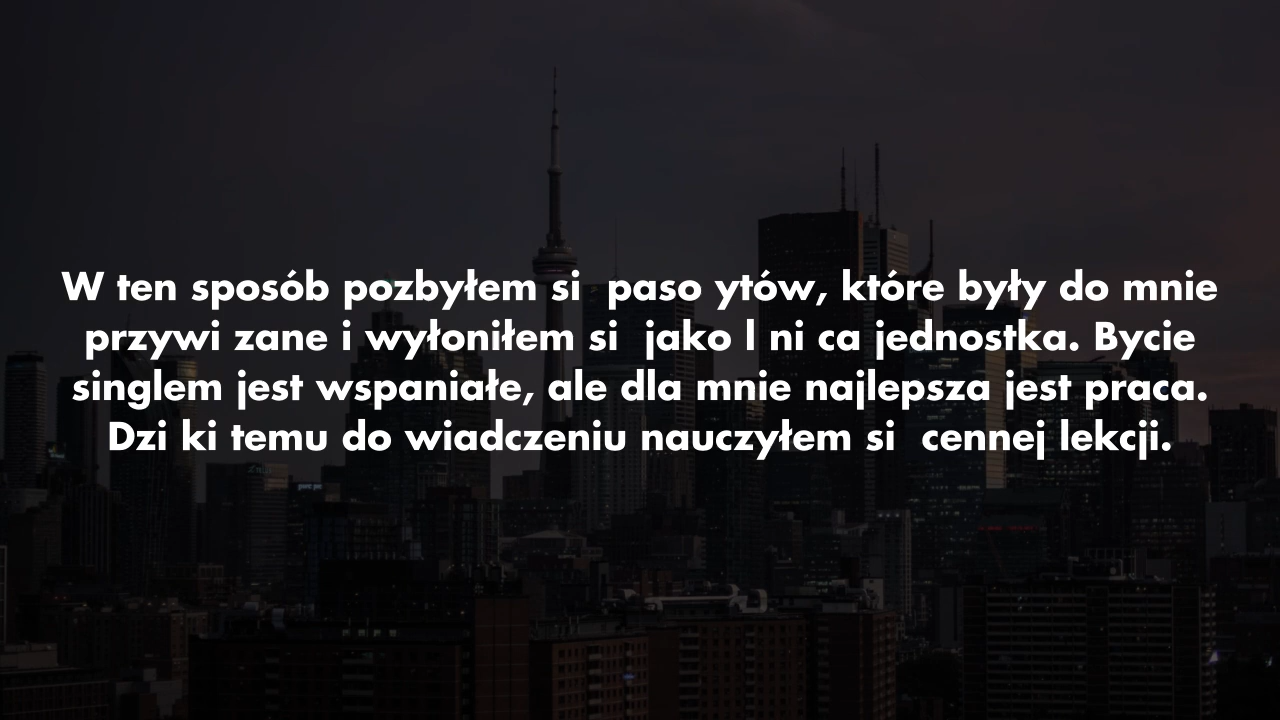 W ten sposób pozbyłem si  paso ytów, które były do mnie
przywi zane i wyłoniłem si  jako l ni ca jednostka. Bycie
singlem jest wspaniałe, ale dla mnie najlepsza jest praca.
Dzi ki temu do wiadczeniu nauczyłem si  cennej lekcji.